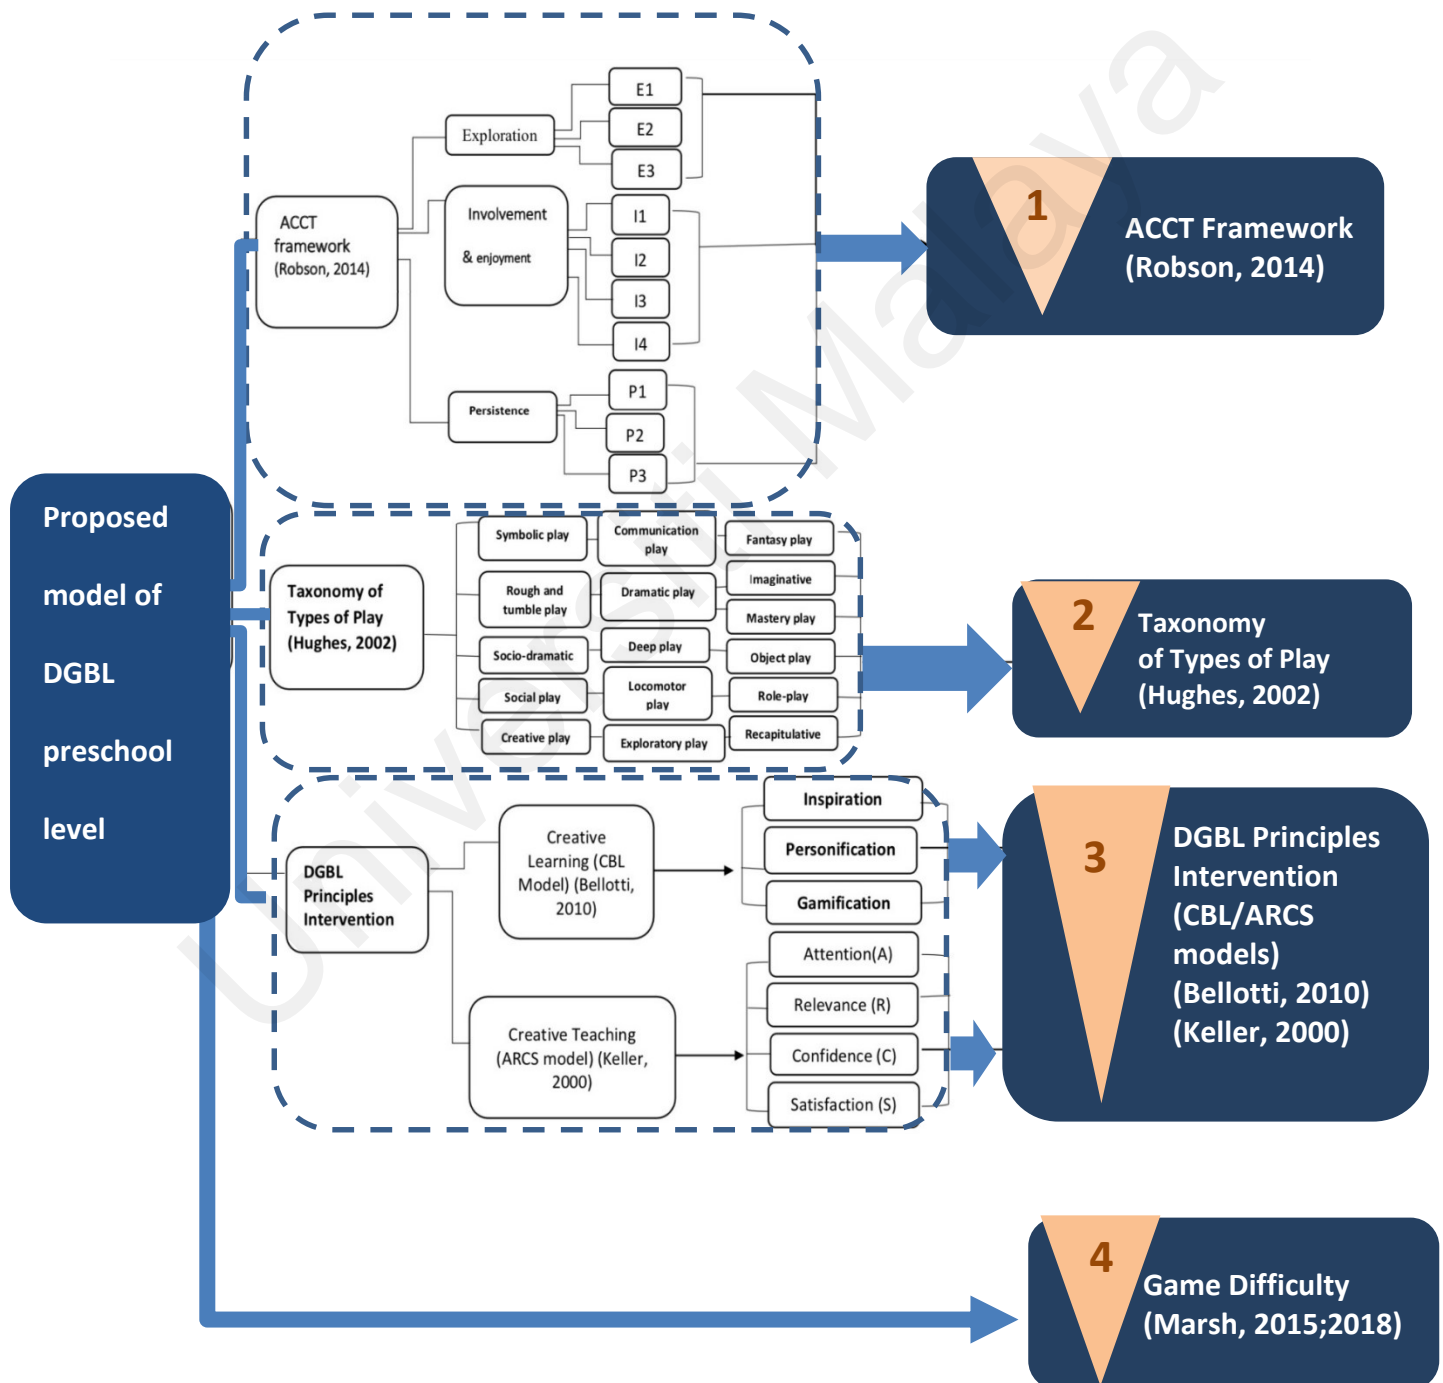 Proposed
model of
DGBL
preschool
level
ACCT
framework
(Robson, 2014)
Exploration
E1
E2
E3
Involvement
& enjoyment
I1
I2
I3
I4
Persistence
P1
P2
P3
1
ACCT Framework
(Robson, 2014)
Taxonomy of
Types of Play
(Hughes, 2002)
Symbolic play
Communication
play
Fantasy play
Rough and
tumble play
Dramatic play
Imaginative
Mastery play
Socio-dramatic
Deep play
Object play
Social play
Locomotor
play
Role-play
Creative play
Exploratory play
Recapitulative
2
Taxonomy
of Types of Play
(Hughes, 2002)
DGBL
Principles
Intervention
Creative
Learning (CBL
Model) (Bellotti,
2010)
Inspiration
Personification
Gamification
Creative Teaching
(ARCS model) (Keller,
2000)
Attention(A)
Relevance (R)
Confidence (C)
Satisfaction (S)
3
DGBL Principles
Intervention
(CBL/ARCS
models)
(Bellotti, 2010)
(Keller, 2000)
4
Game Difficulty
(Marsh, 2015;2018)
Universiti Malaya